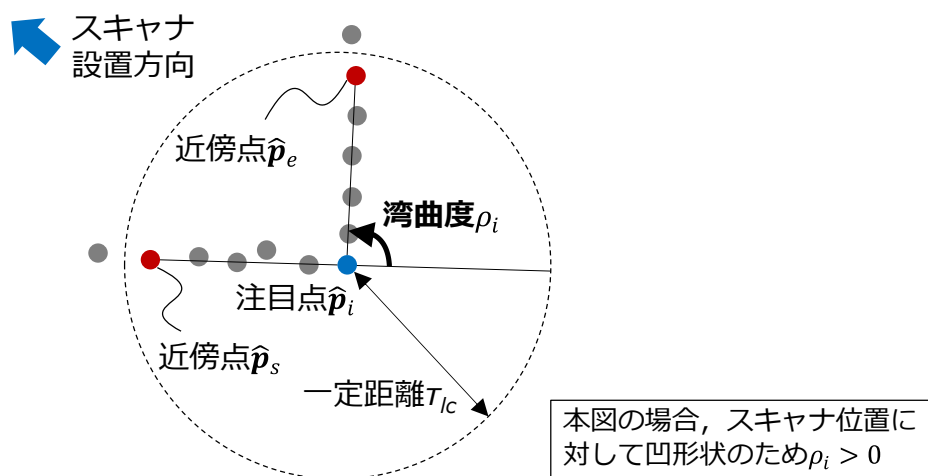 スキャナ
設置方向
近傍点p̂ₑ
湾曲度ρᵢ
注目点p̂ᵢ
近傍点p̂ₛ
一定距離T_lc
本図の場合,スキャナ位置に
対して凹形状のためρᵢ > 0